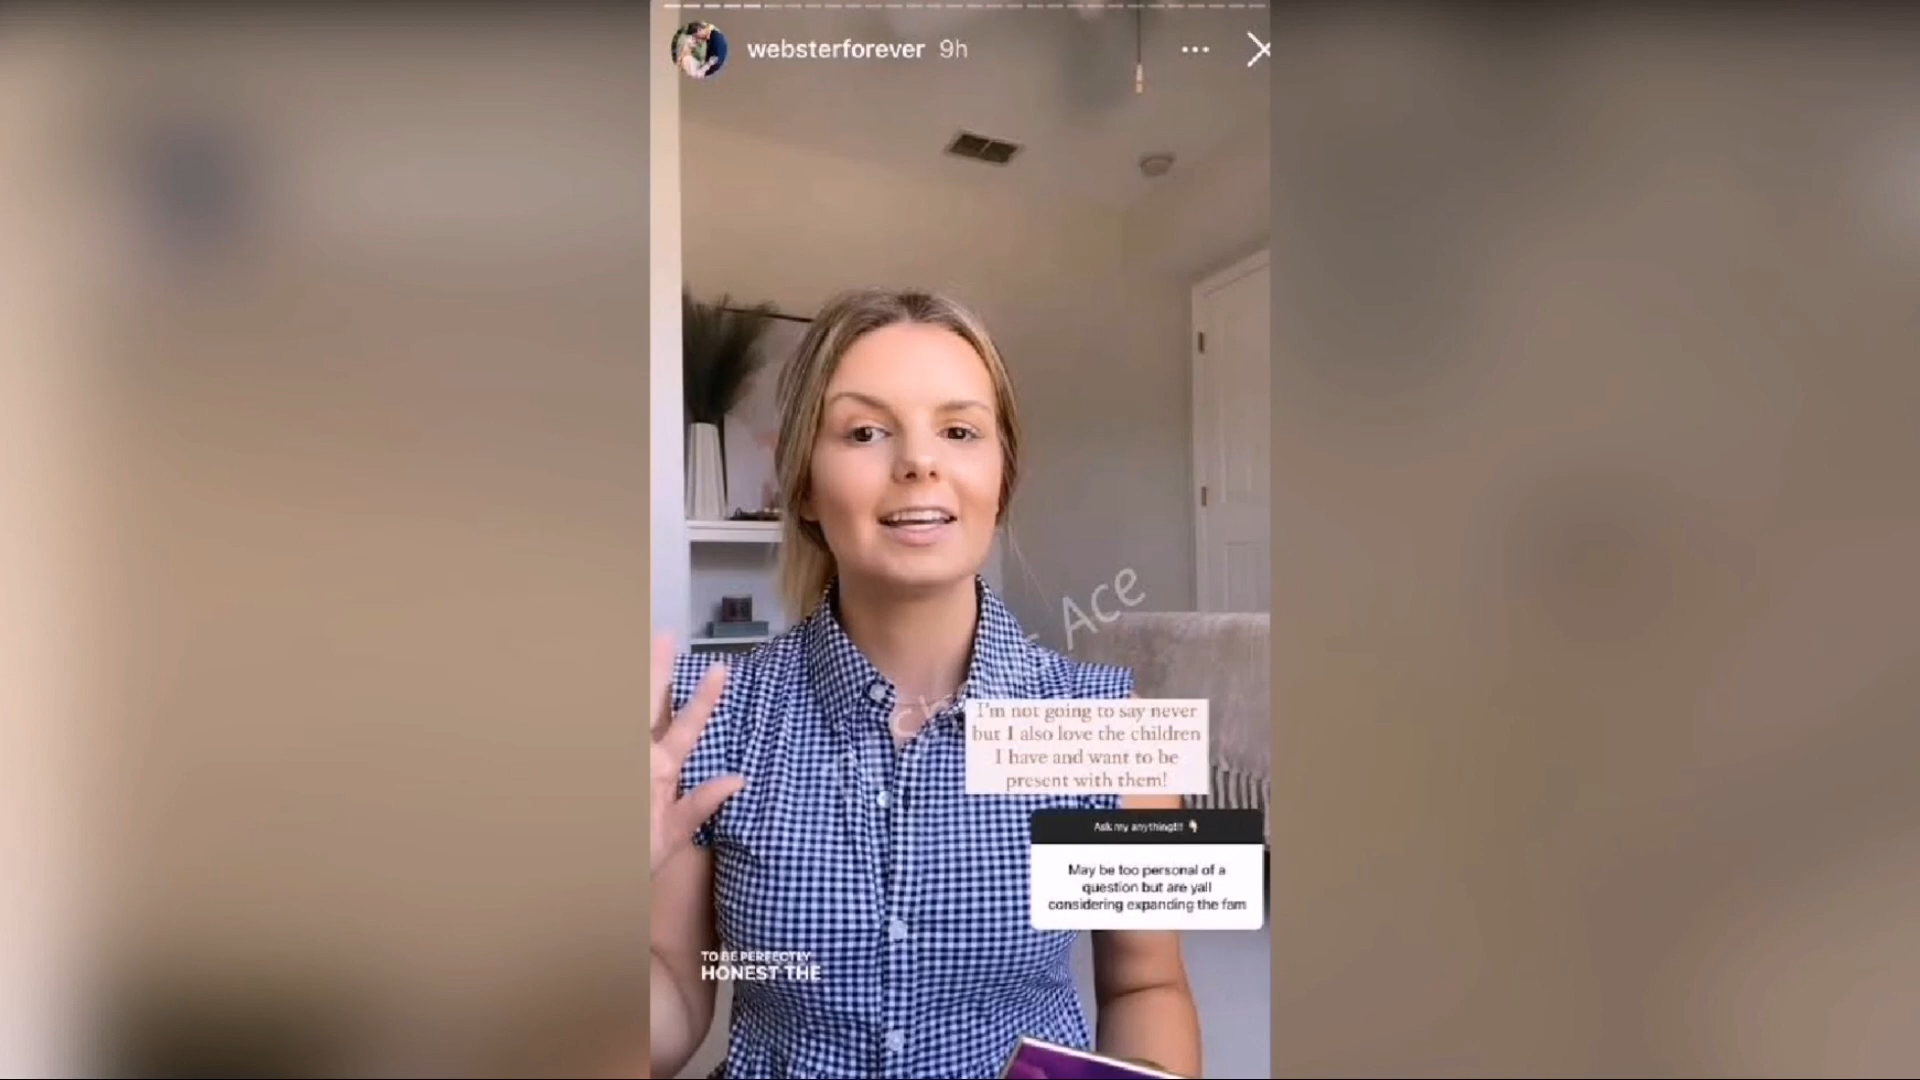 websterforever 9h
Ace
I'm not going to say never
but I also love the children
I have and want to be
present with them!
Ask my anything!!!
May be too personal of a
question but are yall
considering expanding the fam
TO BE PERFECTLY
HONEST THE